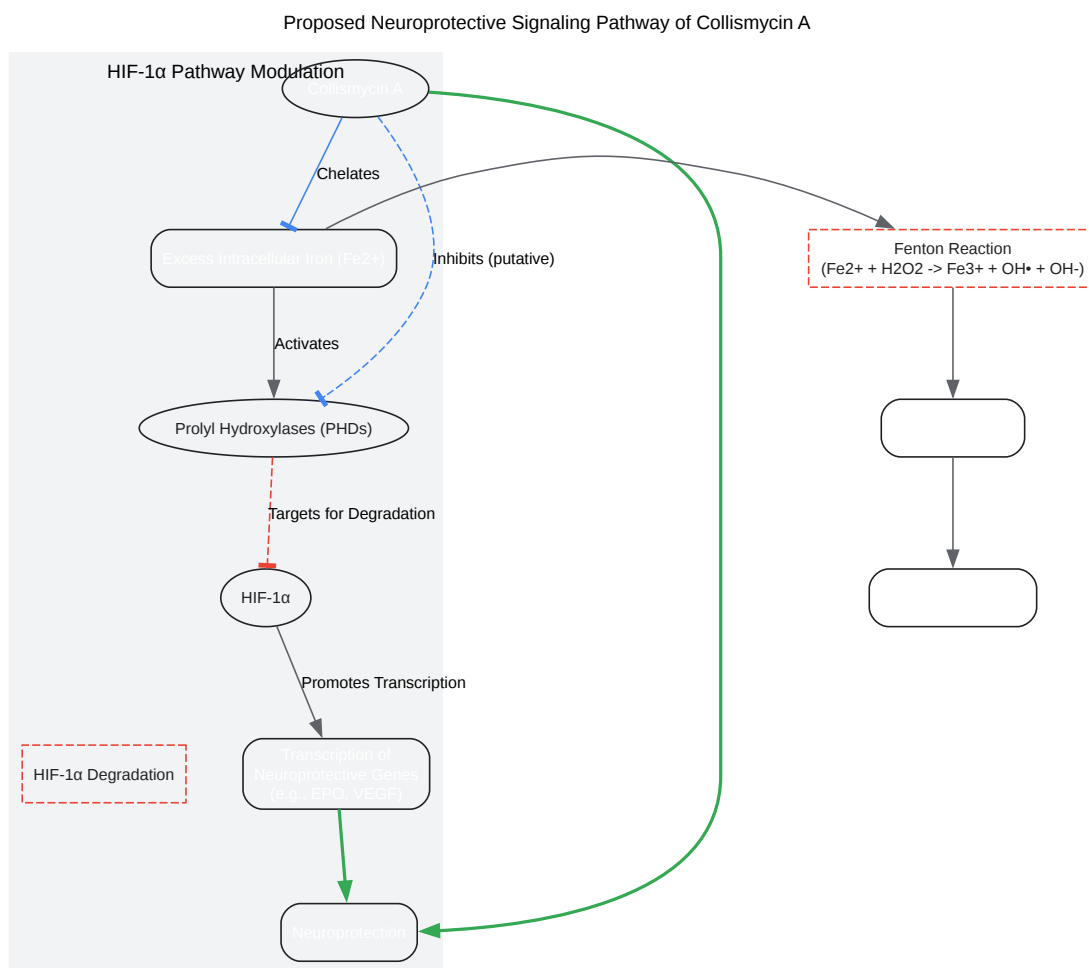 Proposed Neuroprotective Signaling Pathway of Collismycin A
HIF-1α Pathway Modulation
Collismycin A
Chelates
Excess Intracellular Iron (Fe2+)
Inhibits (putative)
Fenton Reaction
(Fe2+ + H2O2 -> Fe3+ + OH• + OH-)
Activates
Prolyl Hydroxylases (PHDs)
Targets for Degradation
HIF-1α
Promotes Transcription
Transcription of
Neuroprotective Genes
(e.g., EPO, VEGF)
HIF-1α Degradation
Neuroprotection